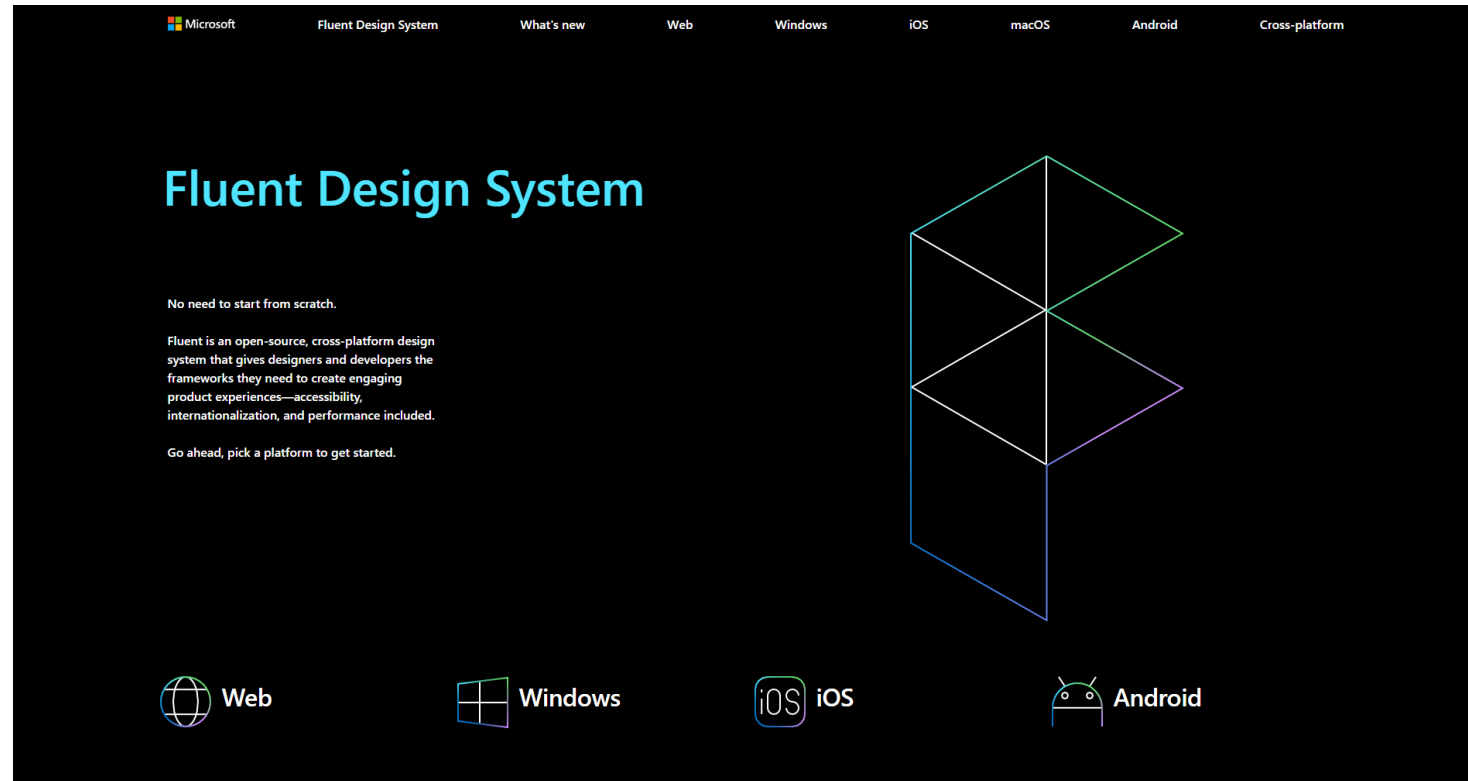 Microsoft
Fluent Design System
What's new
Web
Windows
iOS
macOS
Android
Cross-platform
Fluent Design System
No need to start from scratch.
Fluent is an open-source, cross-platform design
system that gives designers and developers the
frameworks they need to create engaging
product experiences—accessibility,
internationalization, and performance included.
Go ahead, pick a platform to get started.
Web
Windows
iOS
iOS
Android